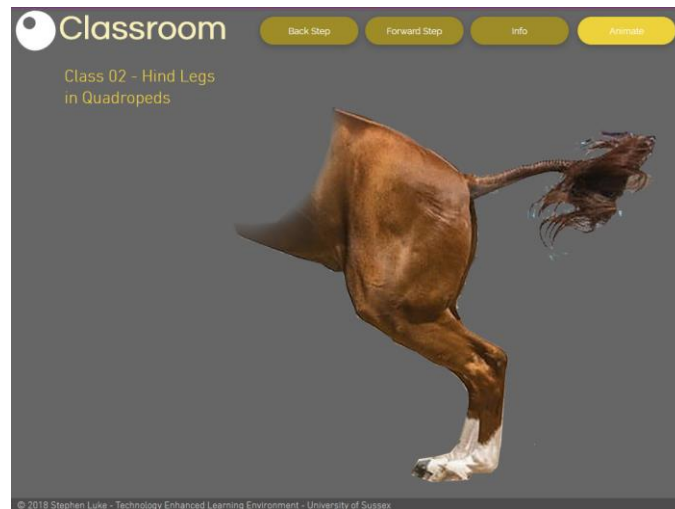 Classroom
Back Step
Forward Step
Info
Animate
Class 02 - Hind Legs
in Quadropeds
© 2018 Stephen Luke - Technology Enhanced Learning Environment - University of Sussex